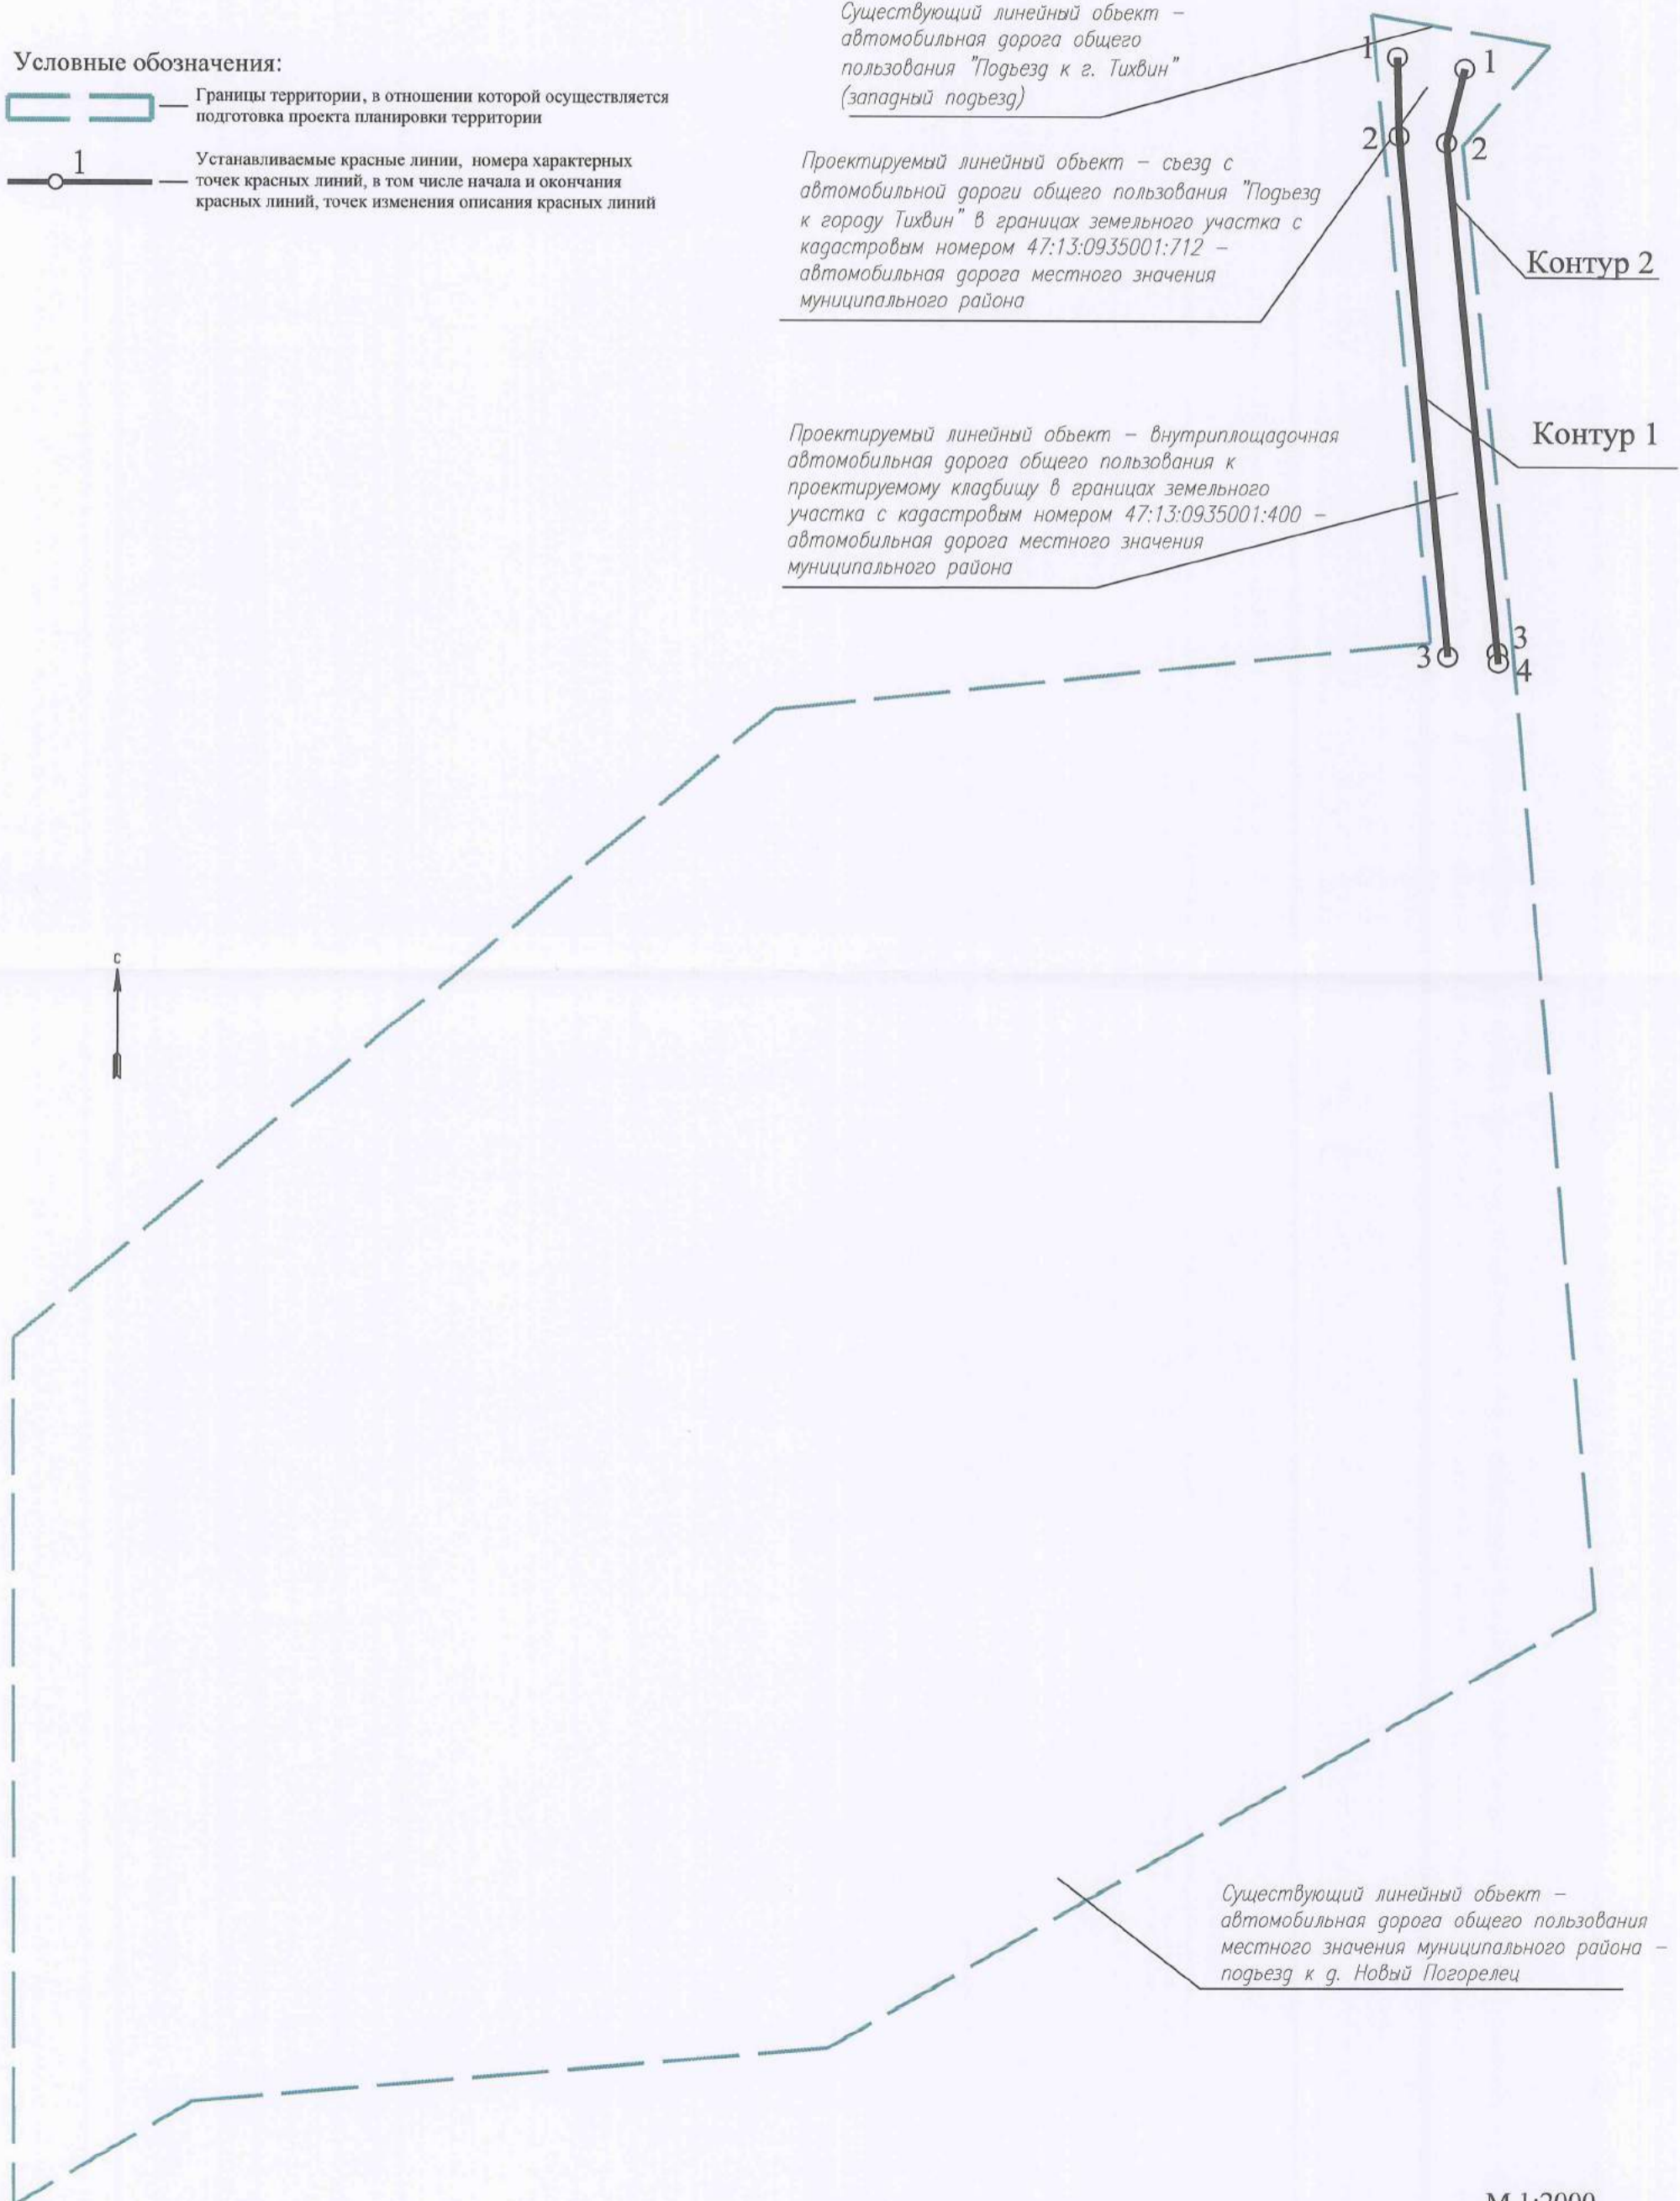 Условные обозначения:
Границы территории, в отношении которой осуществляется
подготовка проекта планировки территории
1
Устанавливаемые красные линии, номера характерных
точек красных линий, в том числе начала и окончания
красных линий, точек изменения описания красных линий
Существующий линейный объект –
автомобильная дорога общего
пользования "Подъезд к г. Тихвин"
(западный подъезд)
1
1
2
2
Проектируемый линейный объект – съезд с
автомобильной дороги общего пользования "Подъезд
к городу Тихвин" в границах земельного участка с
кадастровым номером 47:13:0935001:712 –
автомобильная дорога местного значения
муниципального района
Контур 2
Контур 1
Проектируемый линейный объект – внутриплощадочная
автомобильная дорога общего пользования к
проектируемому кладбищу в границах земельного
участка с кадастровым номером 47:13:0935001:400 –
автомобильная дорога местного значения
муниципального района
3
3
4
С
Существующий линейный объект –
автомобильная дорога общего пользования
местного значения муниципального района –
подъезд к д. Новый Погорелец
М 1:2000